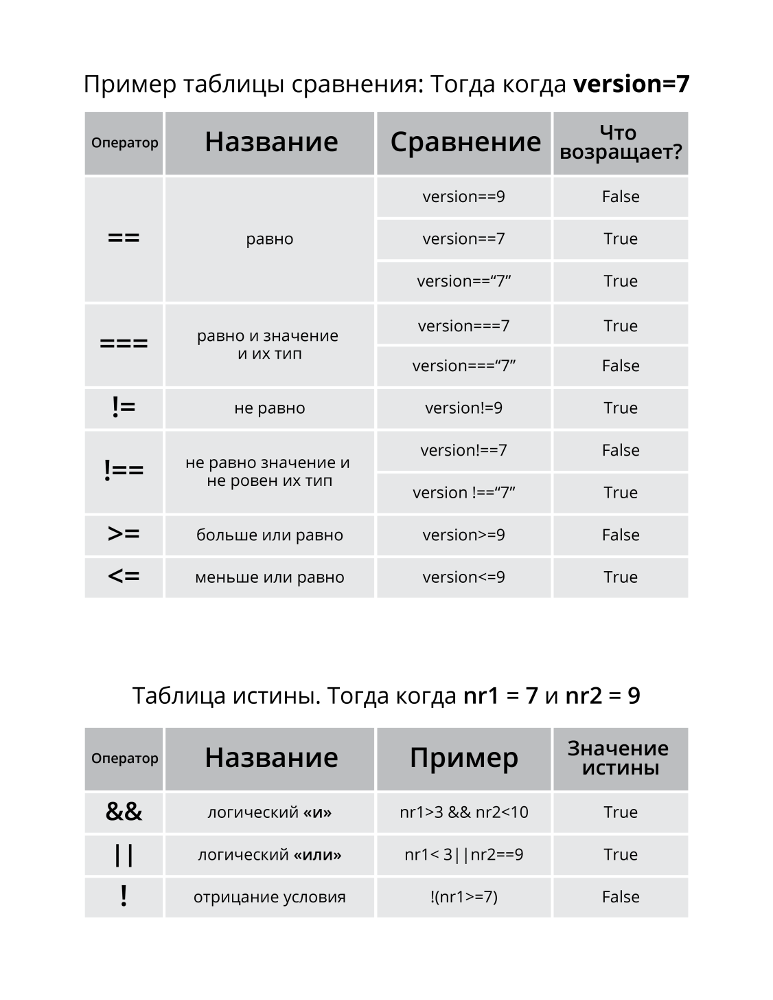 Пример таблицы сравнения: Тогда когда version=7
Оператор
Название
Сравнение
Что
возращает?
==
равно
version==9
False
version==7
True
version==“7”
True
===
равно и значение
и их тип
version===7
True
version===“7”
False
!=
не равно
version!=9
True
!==
не равно значение и
не ровен их тип
version!==7
False
version !==“7”
True
>=
больше или равно
version>=9
False
<=
меньше или равно
version<=9
True
Таблица истины. Тогда когда nr1 = 7 и nr2 = 9
Оператор
Название
Пример
Значение
истины
&&
логический «и»
nr1>3 && nr2<10
True
||
логический «или»
nr1< 3||nr2==9
True
!
отрицание условия
!(nr1>=7)
False